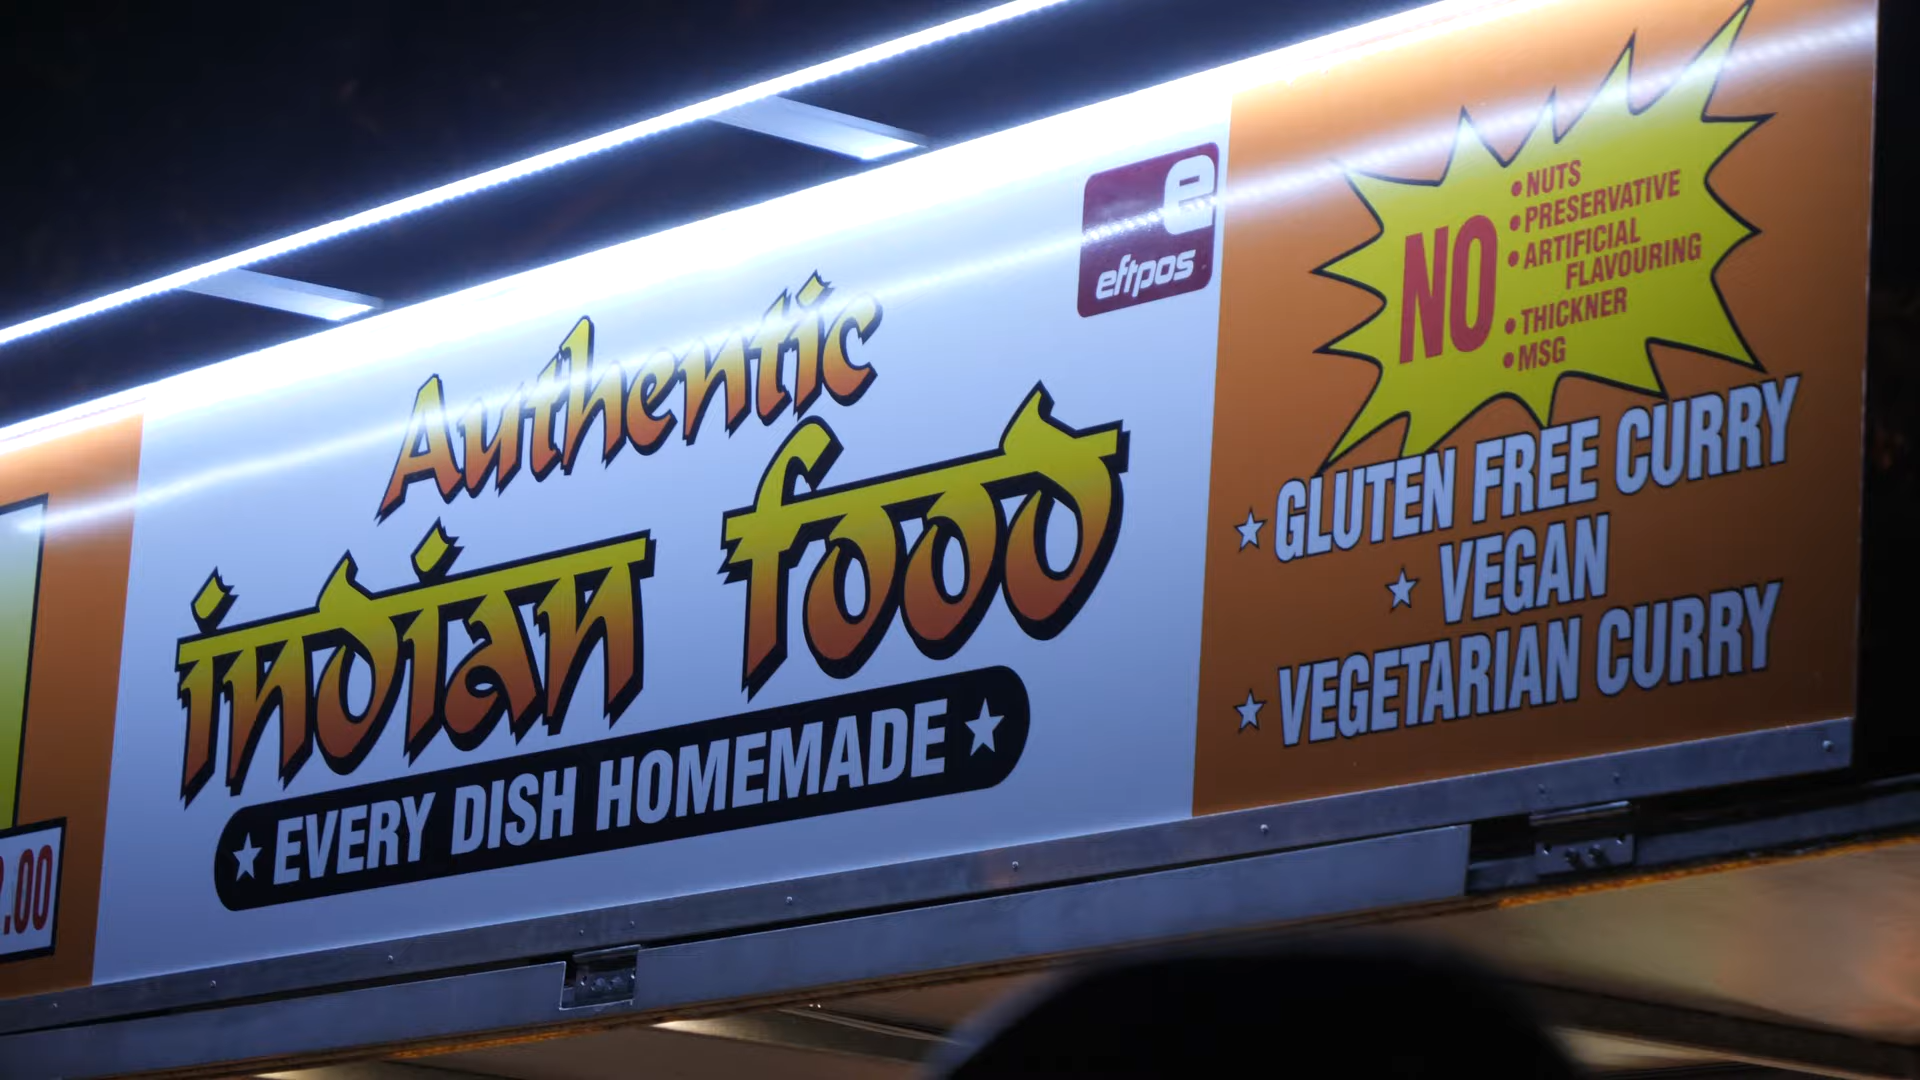 Authentic
indian food
★ EVERY DISH HOMEMADE ★
e
eftpos
NO
• NUTS
• PRESERVATIVE
• ARTIFICIAL
FLAVOURING
• THICKNER
• MSG
★ GLUTEN FREE CURRY
★ VEGAN
★ VEGETARIAN CURRY
.00